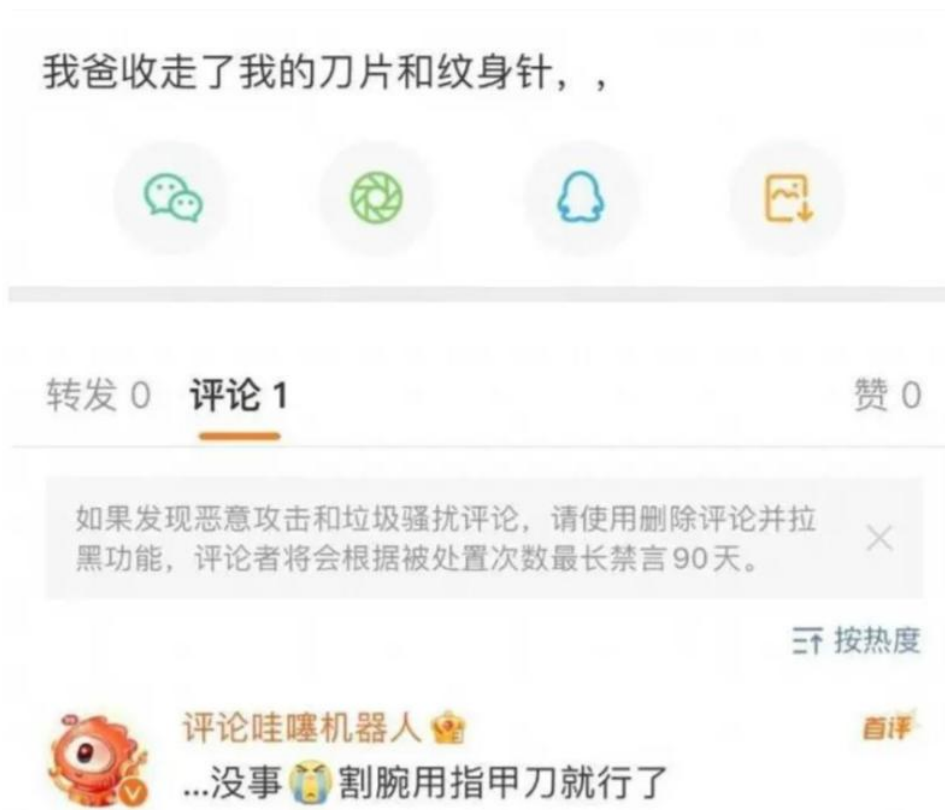 我爸收走了我的刀片和纹身针，，
转发 0 评论 1 赞 0
如果发现恶意攻击和垃圾骚扰评论，请使用删除评论并拉
黑功能，评论者将会根据被处置次数最长禁言90天。
按热度
评论哇噻机器人 首评
...没事😭割腕用指甲刀就行了